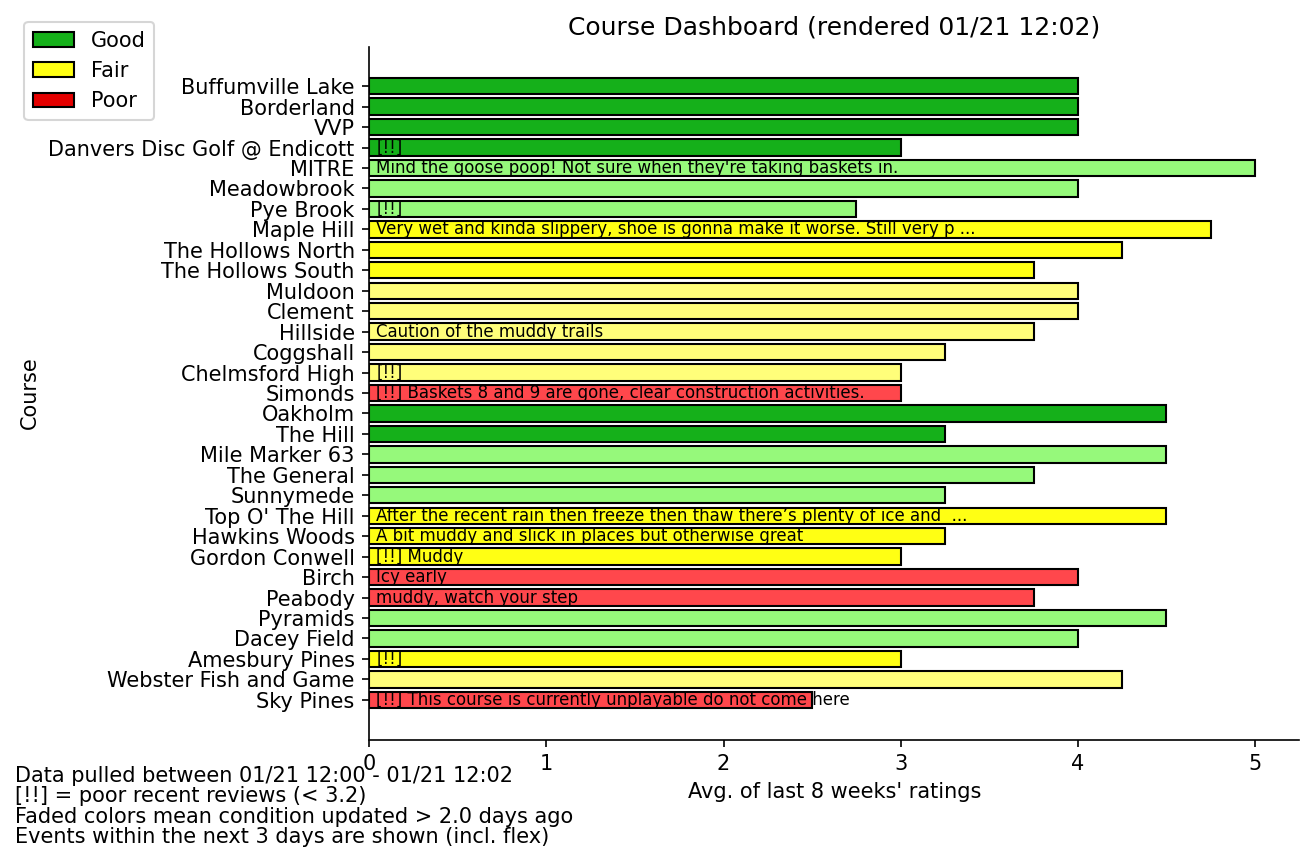 Course Dashboard (rendered 01/21 12:02)
Good
Fair
Poor
Course
Buffumville Lake
Borderland
VVP
Danvers Disc Golf @ Endicott [!!]
MITRE Mind the goose poop! Not sure when they're taking baskets in.
Meadowbrook
Pye Brook [!!]
Maple Hill Very wet and kinda slippery, shoe is gonna make it worse. Still very p ...
The Hollows North
The Hollows South
Muldoon
Clement
Hillside Caution of the muddy trails
Coggshall
Chelmsford High [!!]
Simonds [!!] Baskets 8 and 9 are gone, clear construction activities.
Oakholm
The Hill
Mile Marker 63
The General
Sunnymede
Top O' The Hill After the recent rain then freeze then thaw there’s plenty of ice and ...
Hawkins Woods A bit muddy and slick in places but otherwise great
Gordon Conwell [!!] Muddy
Birch Icy early
Peabody muddy, watch your step
Pyramids
Dacey Field
Amesbury Pines [!!]
Webster Fish and Game
Sky Pines [!!] This course is currently unplayable do not come here
0 1 2 3 4 5
Avg. of last 8 weeks' ratings
Data pulled between 01/21 12:00 - 01/21 12:02
[!!] = poor recent reviews (< 3.2)
Faded colors mean condition updated > 2.0 days ago
Events within the next 3 days are shown (incl. flex)